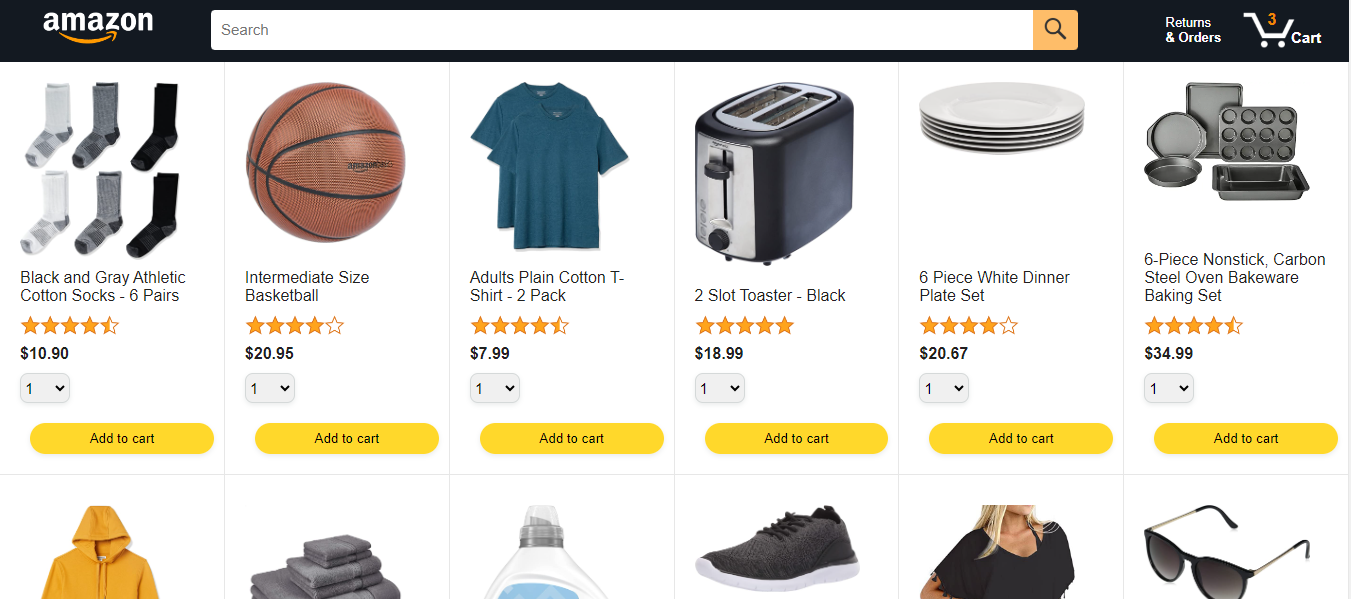 amazon
Search
Returns
& Orders
3
Cart
Black and Gray Athletic
Cotton Socks - 6 Pairs
$10.90
1
Add to cart
Intermediate Size
Basketball
$20.95
1
Add to cart
Adults Plain Cotton T-
Shirt - 2 Pack
$7.99
1
Add to cart
2 Slot Toaster - Black
$18.99
1
Add to cart
6 Piece White Dinner
Plate Set
$20.67
1
Add to cart
6-Piece Nonstick, Carbon
Steel Oven Bakeware
Baking Set
$34.99
1
Add to cart